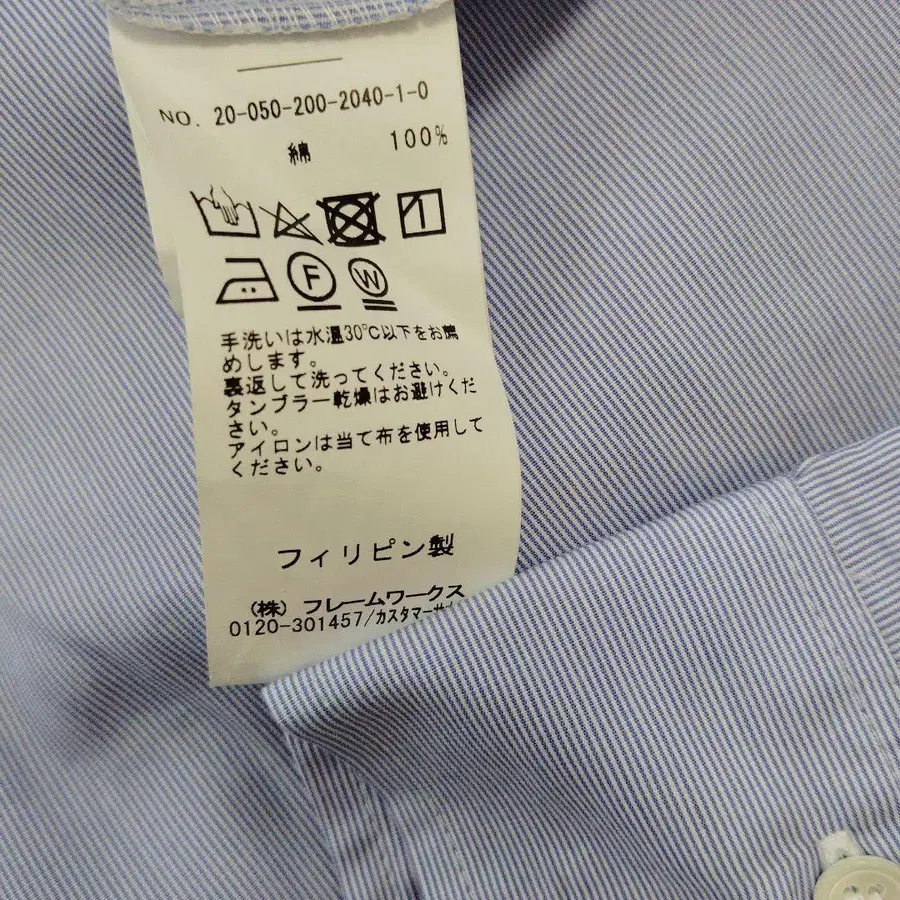 NO. 20-050-200-2040-1-0
綿 100%
F W
手洗いは水温30℃以下をお薦
めします。
裏返して洗ってください。
タンブラー乾燥はお避けくだ
さい。
アイロンは当て布を使用して
ください。
フィリピン製
(株) フレームワークス
0120-301457/カスタマーサ